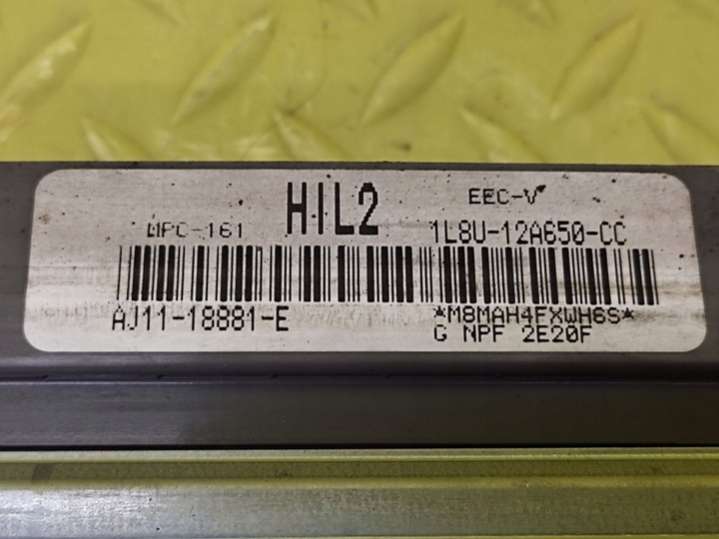 HIL2
EEC-V
MPC-161
1L8U-12A650-CC
AJ11-18881-E
*M8MAH4FXWH6S*
G NPF 2E20F